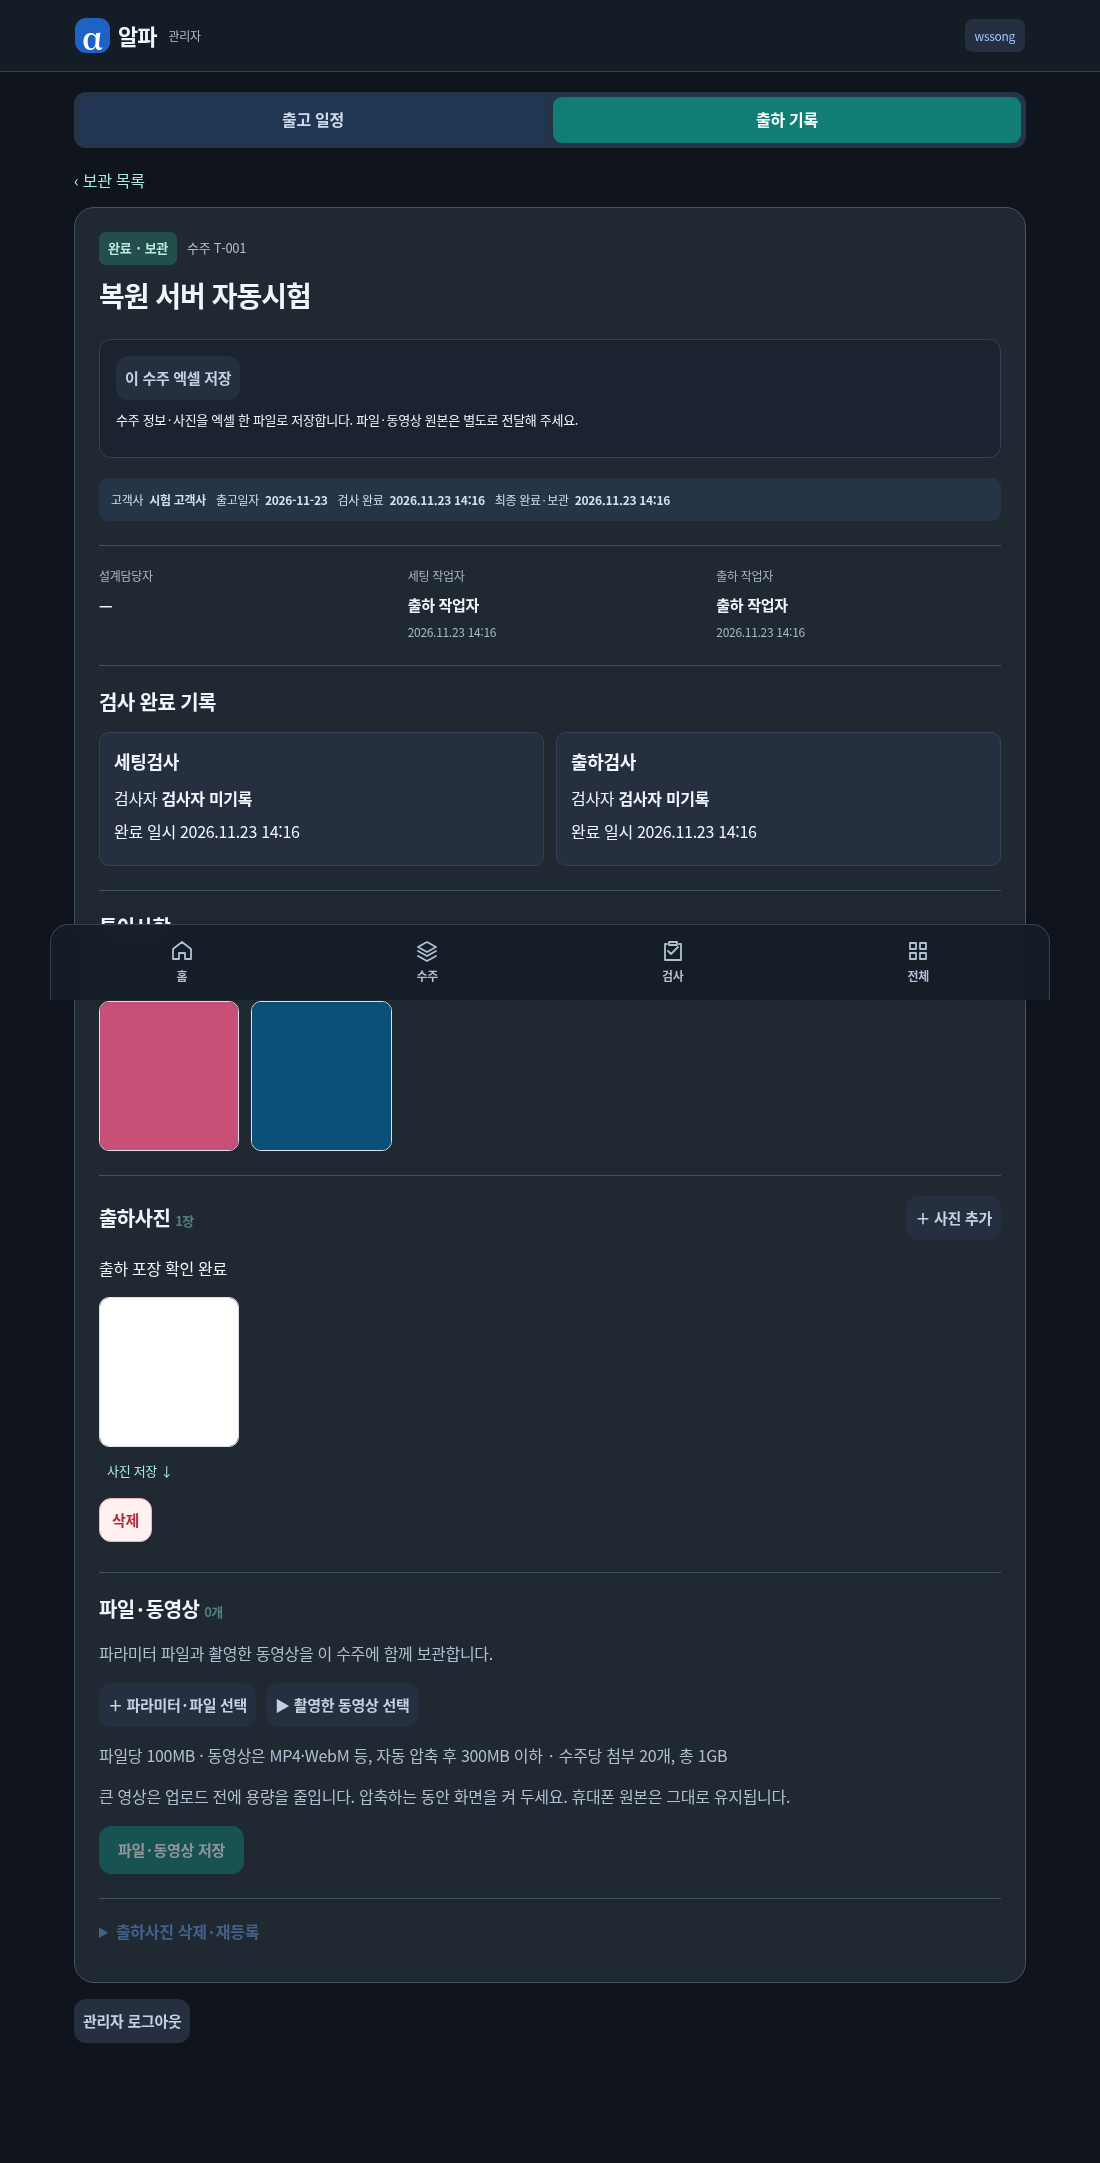 α 알파 관리자
wssong
출고 일정
출하 기록
‹ 보관 목록
완료 · 보관 수주 T-001
복원 서버 자동시험
이 수주 엑셀 저장
수주 정보·사진을 엑셀 한 파일로 저장합니다. 파일·동영상 원본은 별도로 전달해 주세요.
고객사 시험 고객사 출고일자 2026-11-23 검사 완료 2026.11.23 14:16 최종 완료·보관 2026.11.23 14:16
설계담당자
—
세팅 작업자
출하 작업자
2026.11.23 14:16
출하 작업자
출하 작업자
2026.11.23 14:16
검사 완료 기록
세팅검사
검사자 검사자 미기록
완료 일시 2026.11.23 14:16
출하검사
검사자 검사자 미기록
완료 일시 2026.11.23 14:16
홈
수주
검사
전체
출하사진 1장
+ 사진 추가
출하 포장 확인 완료
사진 저장 ↓
삭제
파일·동영상 0개
파라미터 파일과 촬영한 동영상을 이 수주에 함께 보관합니다.
+ 파라미터·파일 선택
▶ 촬영한 동영상 선택
파일당 100MB · 동영상은 MP4·WebM 등, 자동 압축 후 300MB 이하 · 수주당 첨부 20개, 총 1GB
큰 영상은 업로드 전에 용량을 줄입니다. 압축하는 동안 화면을 켜 두세요. 휴대폰 원본은 그대로 유지됩니다.
파일·동영상 저장
▶ 출하사진 삭제·재등록
관리자 로그아웃